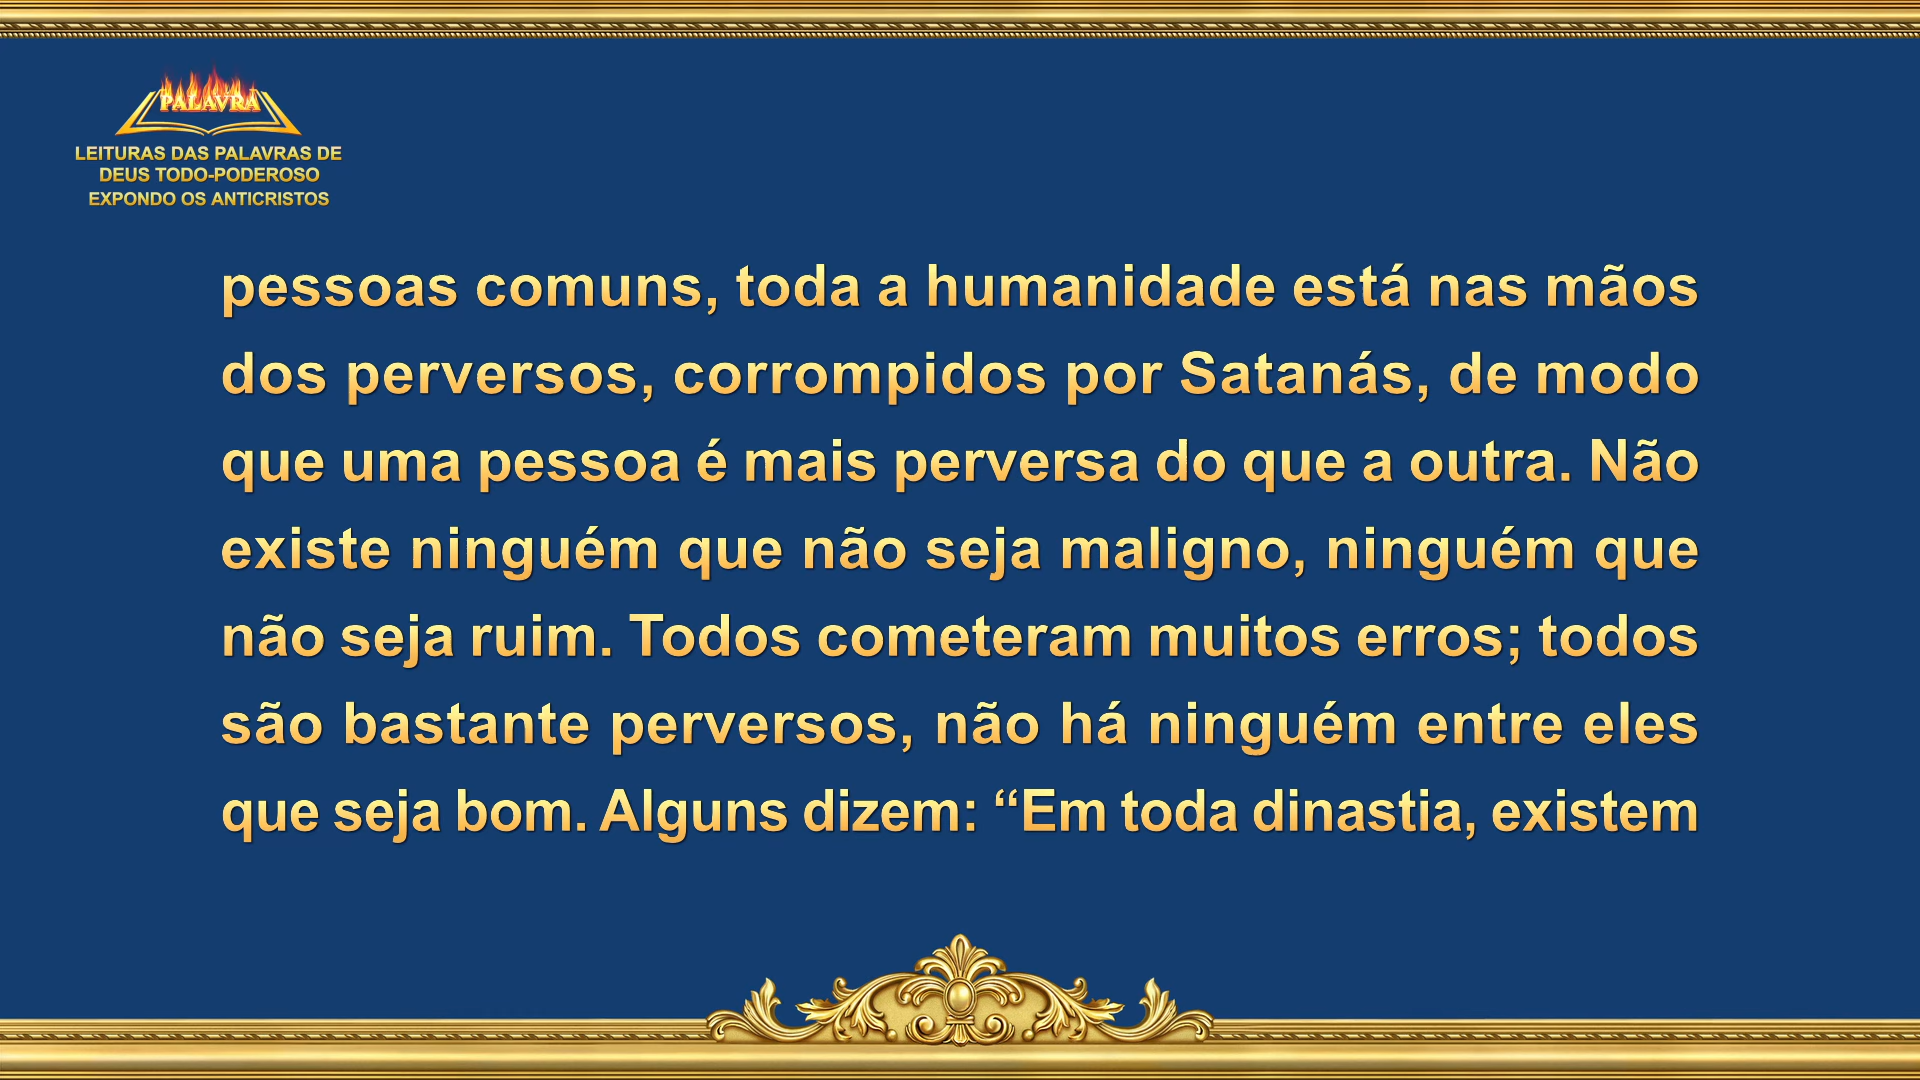 PALAVRA
LEITURAS DAS PALAVRAS DE
DEUS TODO-PODEROSO
EXPONDO OS ANTICRISTOS
pessoas comuns, toda a humanidade está nas mãos
dos perversos, corrompidos por Satanás, de modo
que uma pessoa é mais perversa do que a outra. Não
existe ninguém que não seja maligno, ninguém que
não seja ruim. Todos cometeram muitos erros; todos
são bastante perversos, não há ninguém entre eles
que seja bom. Alguns dizem: “Em toda dinastia, existem